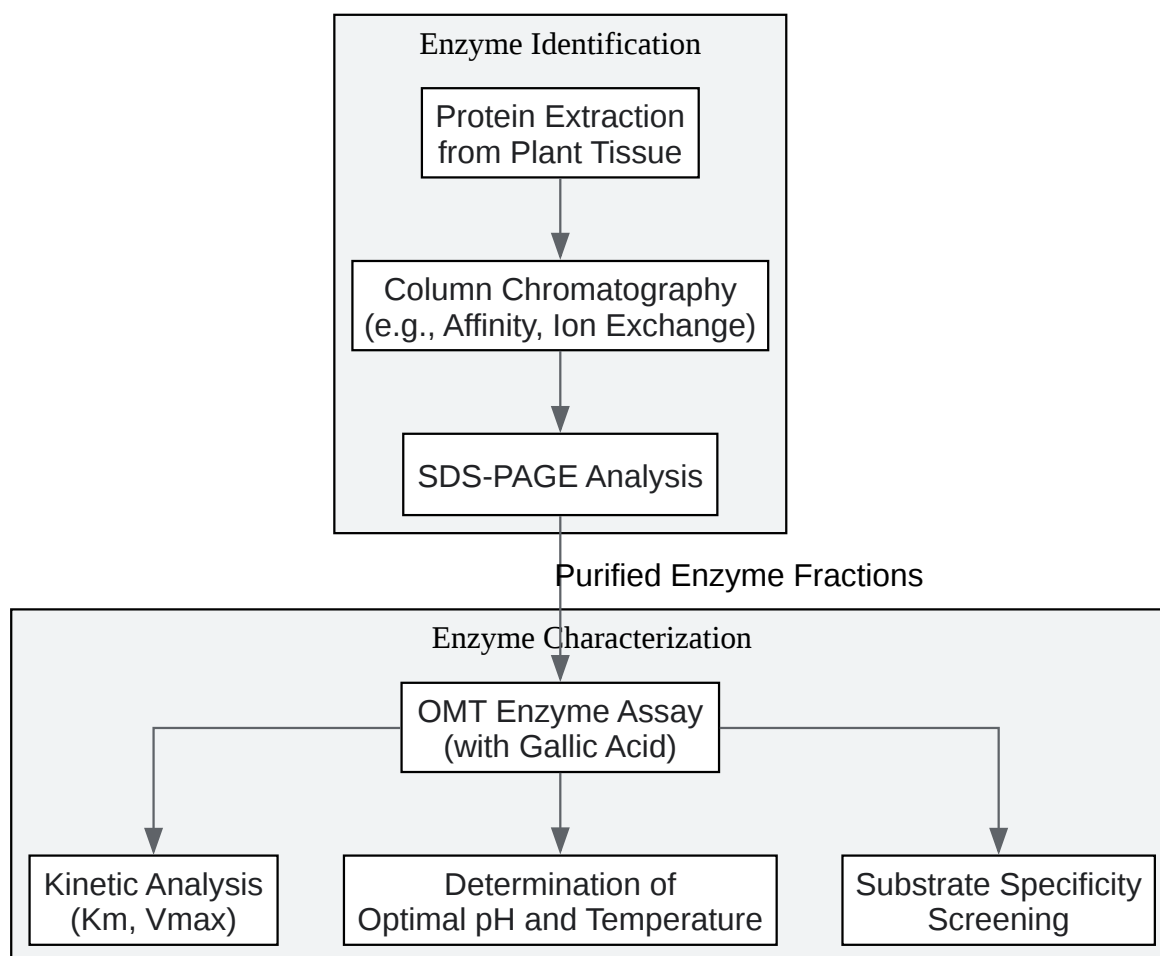 Enzyme Identification
Protein Extraction
from Plant Tissue
Column Chromatography
(e.g., Affinity, Ion Exchange)
SDS-PAGE Analysis
Purified Enzyme Fractions
Enzyme Characterization
OMT Enzyme Assay
(with Gallic Acid)
Kinetic Analysis
(Km, Vmax)
Determination of
Optimal pH and Temperature
Substrate Specificity
Screening